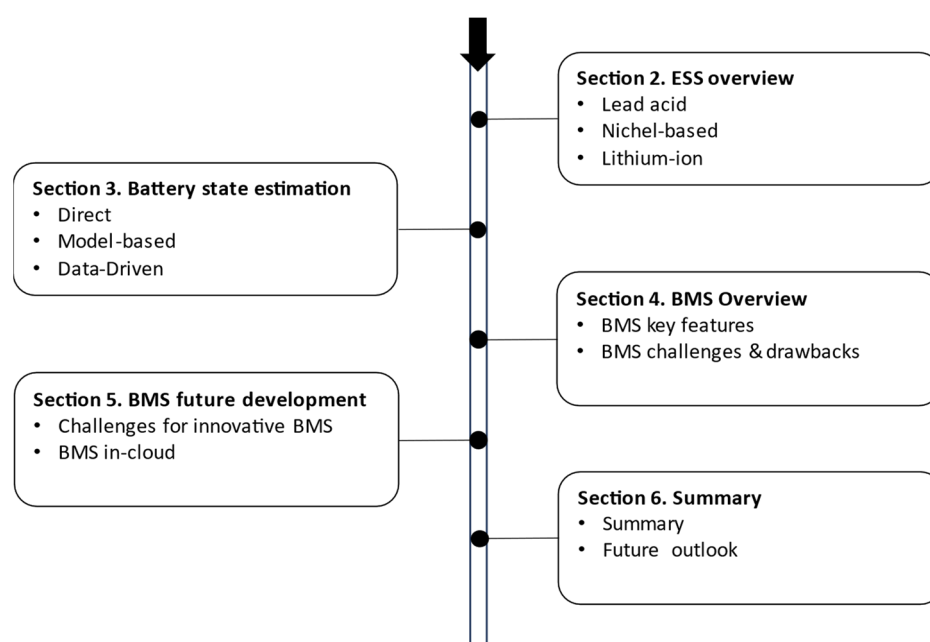 Section 2. ESS overview
• Lead acid
• Nichel-based
• Lithium-ion
Section 3. Battery state estimation
• Direct
• Model-based
• Data-Driven
Section 4. BMS Overview
• BMS key features
• BMS challenges & drawbacks
Section 5. BMS future development
• Challenges for innovative BMS
• BMS in-cloud
Section 6. Summary
• Summary
• Future outlook